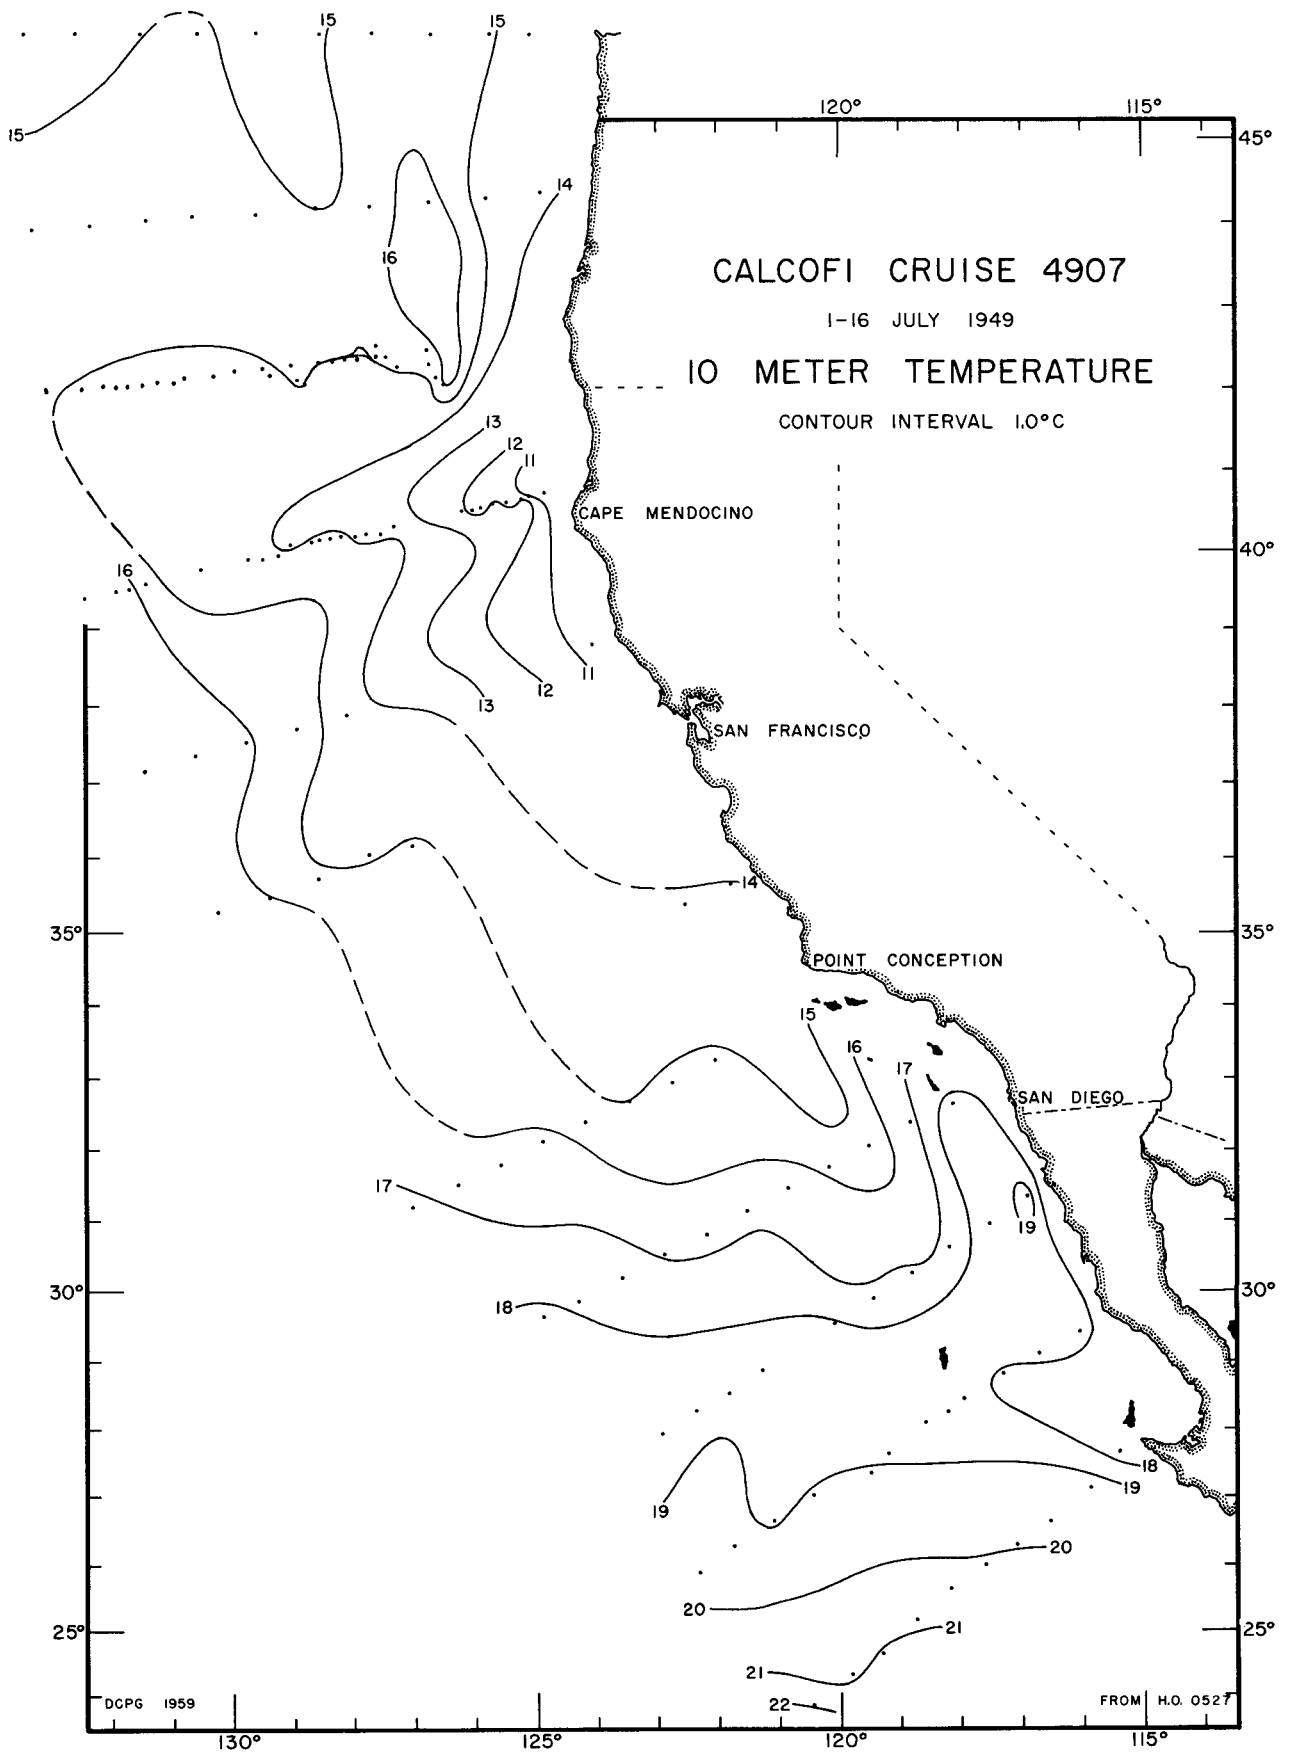 15 15
15
120° 115°
45°
14
16
CALCOFI CRUISE 4907
1-16 JULY 1949
10 METER TEMPERATURE
CONTOUR INTERVAL 1.0°C
13
12
11
CAPE MENDOCINO
40°
16
11
12
13
SAN FRANCISCO
14
35° 35°
POINT CONCEPTION
15
16
17
SAN DIEGO
17
19
30° 30°
18
18
19
19
20
20
25° 25°
21
21
22
DCPG 1959
FROM H.O. 0527
130° 125° 120° 115°